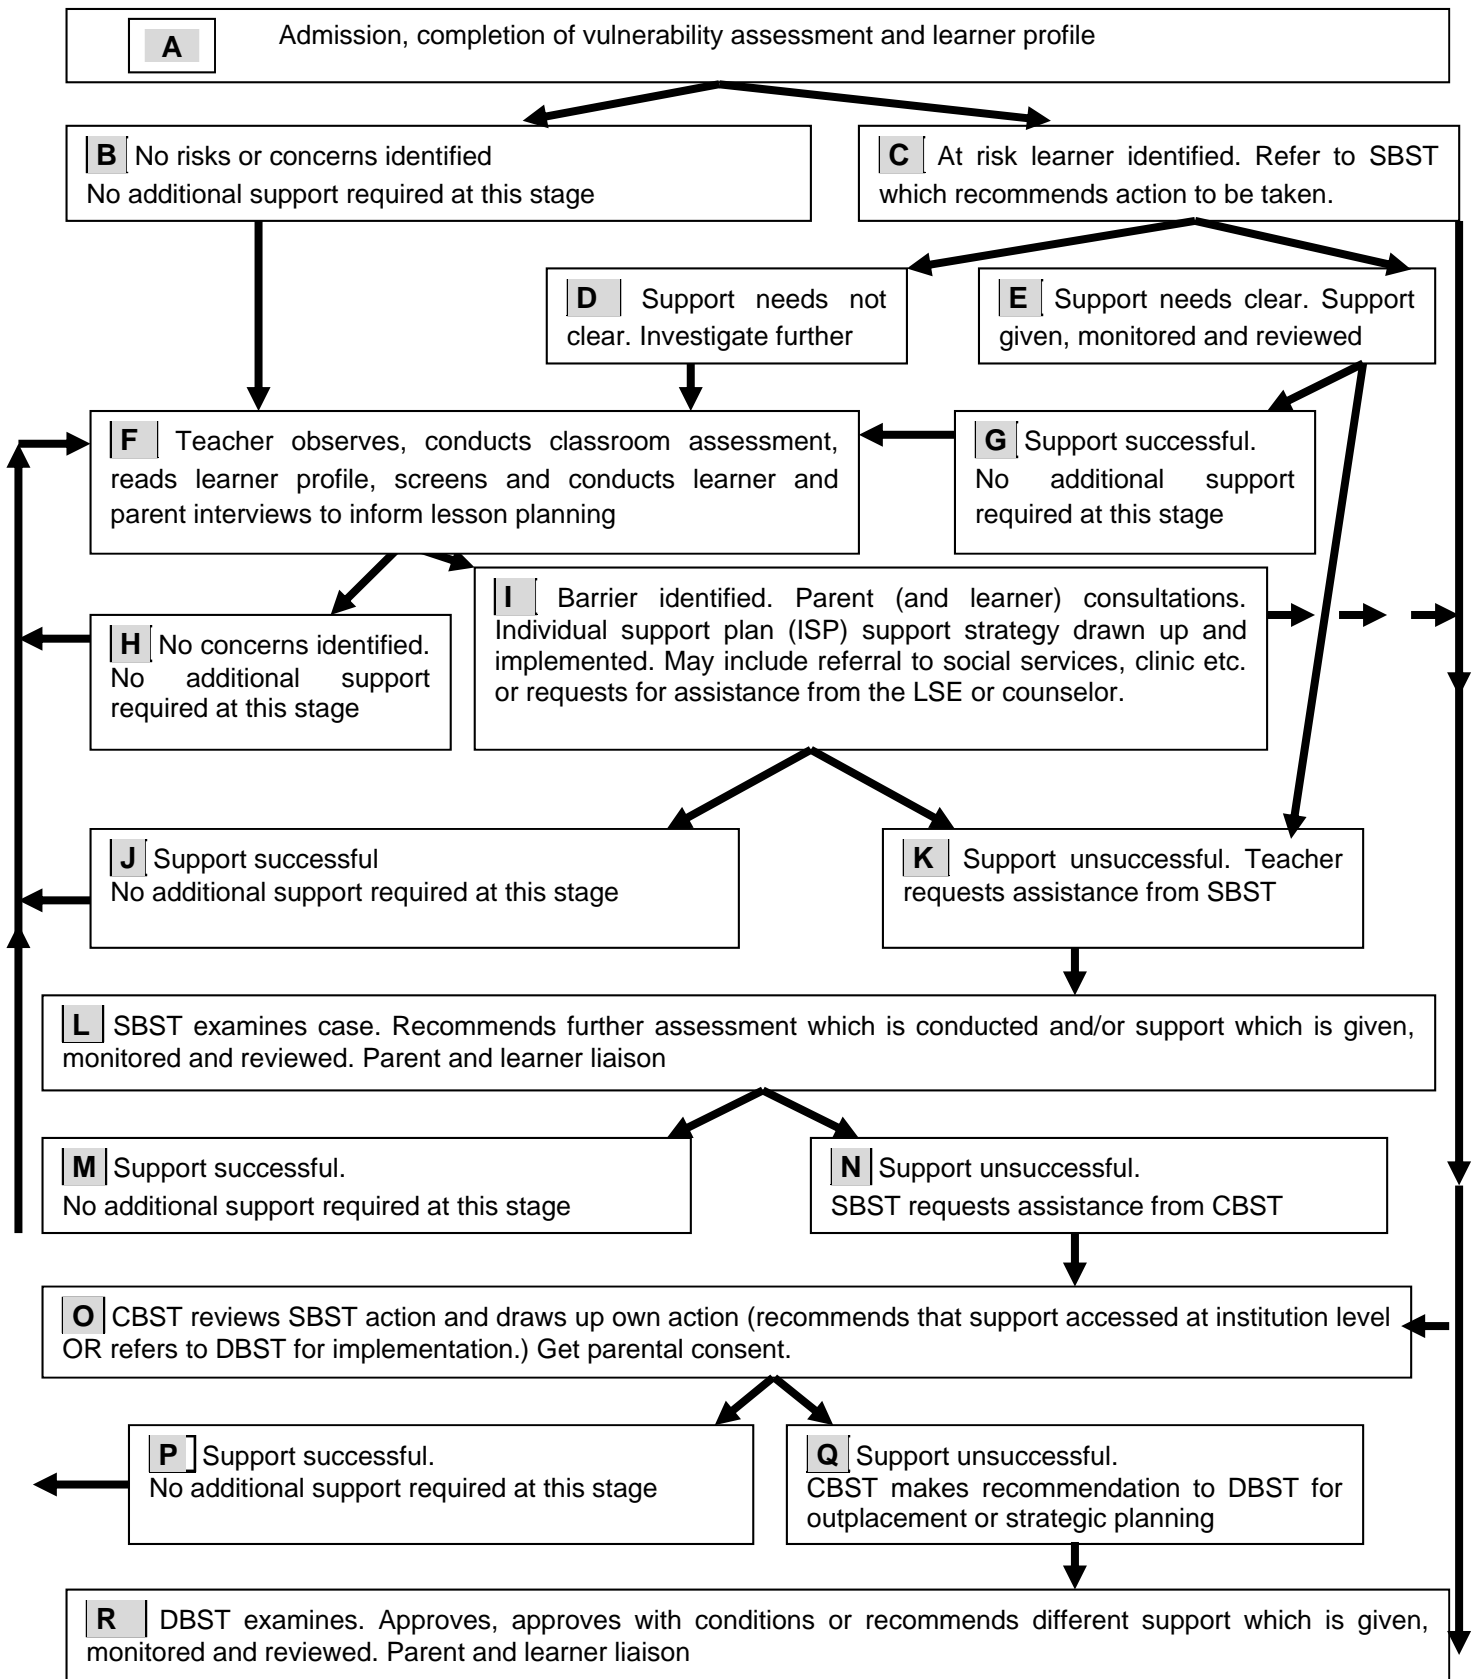 A Admission, completion of vulnerability assessment and learner profile
B No risks or concerns identified
No additional support required at this stage
C At risk learner identified. Refer to SBST
which recommends action to be taken.
D Support needs not
clear. Investigate further
E Support needs clear. Support
given, monitored and reviewed
F Teacher observes, conducts classroom assessment,
reads learner profile, screens and conducts learner and
parent interviews to inform lesson planning
G Support successful.
No additional support
required at this stage
H No concerns identified.
No additional support
required at this stage
I Barrier identified. Parent (and learner) consultations.
Individual support plan (ISP) support strategy drawn up and
implemented. May include referral to social services, clinic etc.
or requests for assistance from the LSE or counselor.
J Support successful
No additional support required at this stage
K Support unsuccessful. Teacher
requests assistance from SBST
L SBST examines case. Recommends further assessment which is conducted and/or support which is given,
monitored and reviewed. Parent and learner liaison
M Support successful.
No additional support required at this stage
N Support unsuccessful.
SBST requests assistance from CBST
O CBST reviews SBST action and draws up own action (recommends that support accessed at institution level
OR refers to DBST for implementation.) Get parental consent.
P Support successful.
No additional support required at this stage
Q Support unsuccessful.
CBST makes recommendation to DBST for
outplacement or strategic planning
R DBST examines. Approves, approves with conditions or recommends different support which is given,
monitored and reviewed. Parent and learner liaison